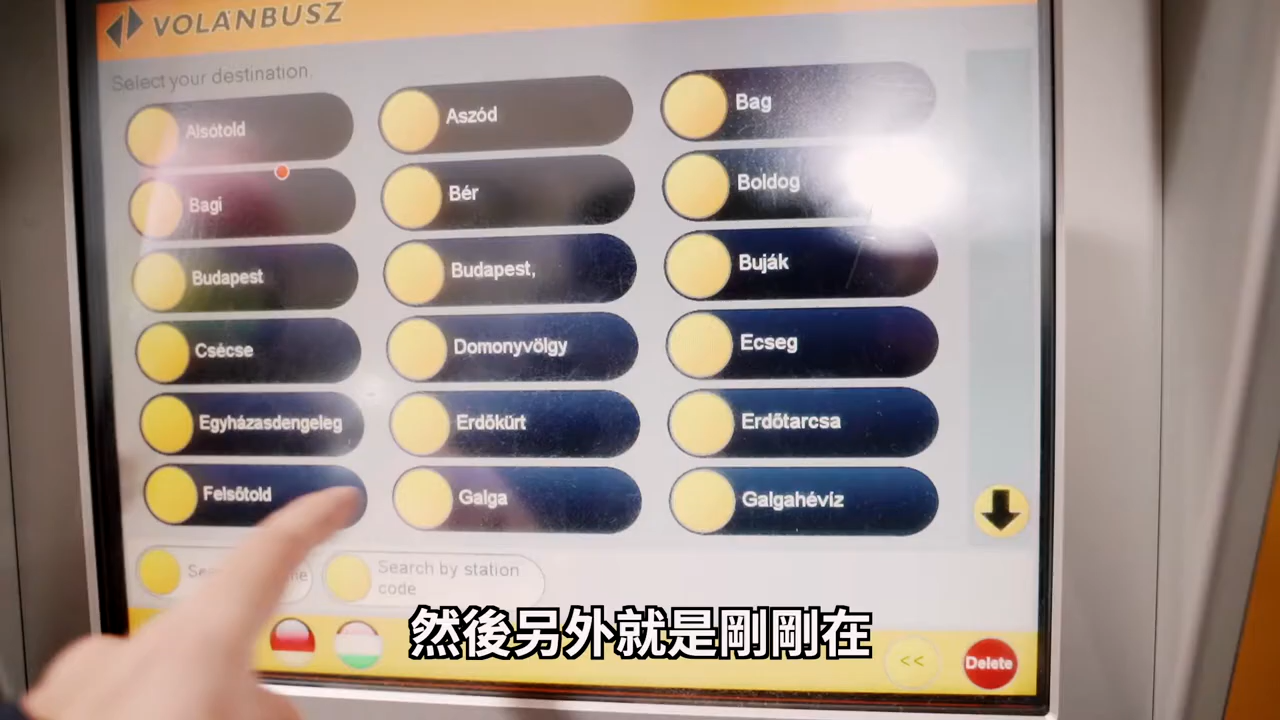 VOLÁNBUSZ
Select your destination.
Alsótold
Aszód
Bag
Bagi
Bér
Boldog
Budapest
Budapest,
Buják
Csécse
Domonyvölgy
Ecseg
Egyházasdengeleg
Erdőkürt
Erdőtarcsa
Felsőtold
Galga
Galgahévíz
Search by station
code
<<
Delete
然後另外就是剛剛在